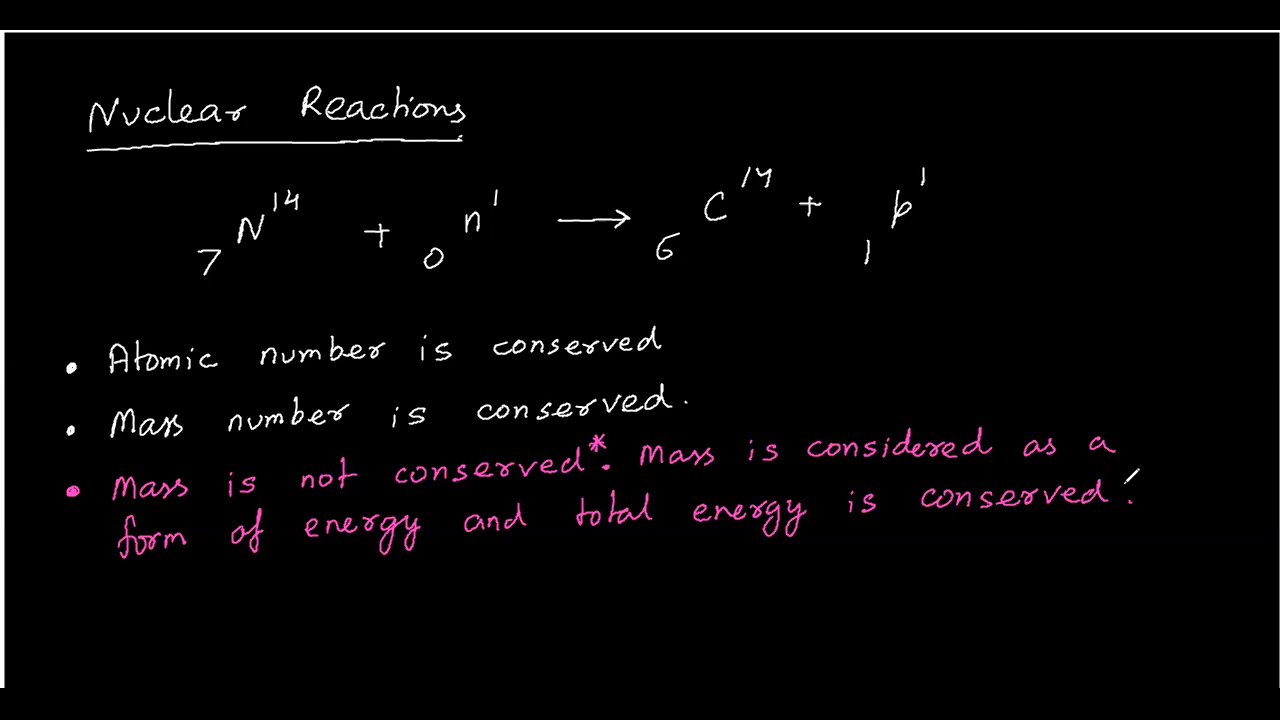 Nuclear Reactions
₇N¹⁴ + ₀n¹ → ₆C¹⁴ + ₁p¹
• Atomic number is conserved
• Mass number is conserved.
• Mass is not conserved*. Mass is considered as a
form of energy and total energy is conserved.